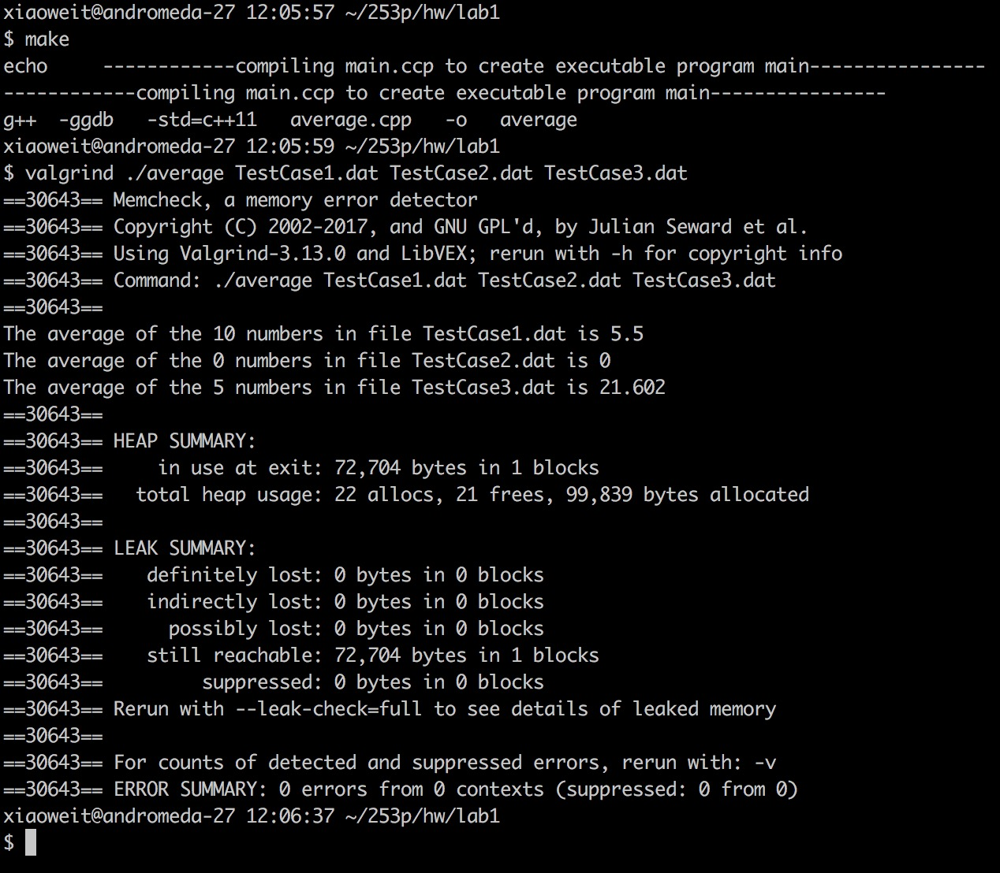 xiaoweit@andromeda-27 12:05:57 ~/253p/hw/lab1
$ make
echo     ------------compiling main.ccp to create executable program main----------------
------------compiling main.ccp to create executable program main----------------
g++  -ggdb   -std=c++11   average.cpp   -o   average
xiaoweit@andromeda-27 12:05:59 ~/253p/hw/lab1
$ valgrind ./average TestCase1.dat TestCase2.dat TestCase3.dat
==30643== Memcheck, a memory error detector
==30643== Copyright (C) 2002-2017, and GNU GPL'd, by Julian Seward et al.
==30643== Using Valgrind-3.13.0 and LibVEX; rerun with -h for copyright info
==30643== Command: ./average TestCase1.dat TestCase2.dat TestCase3.dat
==30643==
The average of the 10 numbers in file TestCase1.dat is 5.5
The average of the 0 numbers in file TestCase2.dat is 0
The average of the 5 numbers in file TestCase3.dat is 21.602
==30643==
==30643== HEAP SUMMARY:
==30643==     in use at exit: 72,704 bytes in 1 blocks
==30643==   total heap usage: 22 allocs, 21 frees, 99,839 bytes allocated
==30643==
==30643== LEAK SUMMARY:
==30643==    definitely lost: 0 bytes in 0 blocks
==30643==    indirectly lost: 0 bytes in 0 blocks
==30643==      possibly lost: 0 bytes in 0 blocks
==30643==    still reachable: 72,704 bytes in 1 blocks
==30643==         suppressed: 0 bytes in 0 blocks
==30643== Rerun with --leak-check=full to see details of leaked memory
==30643==
==30643== For counts of detected and suppressed errors, rerun with: -v
==30643== ERROR SUMMARY: 0 errors from 0 contexts (suppressed: 0 from 0)
xiaoweit@andromeda-27 12:06:37 ~/253p/hw/lab1
$